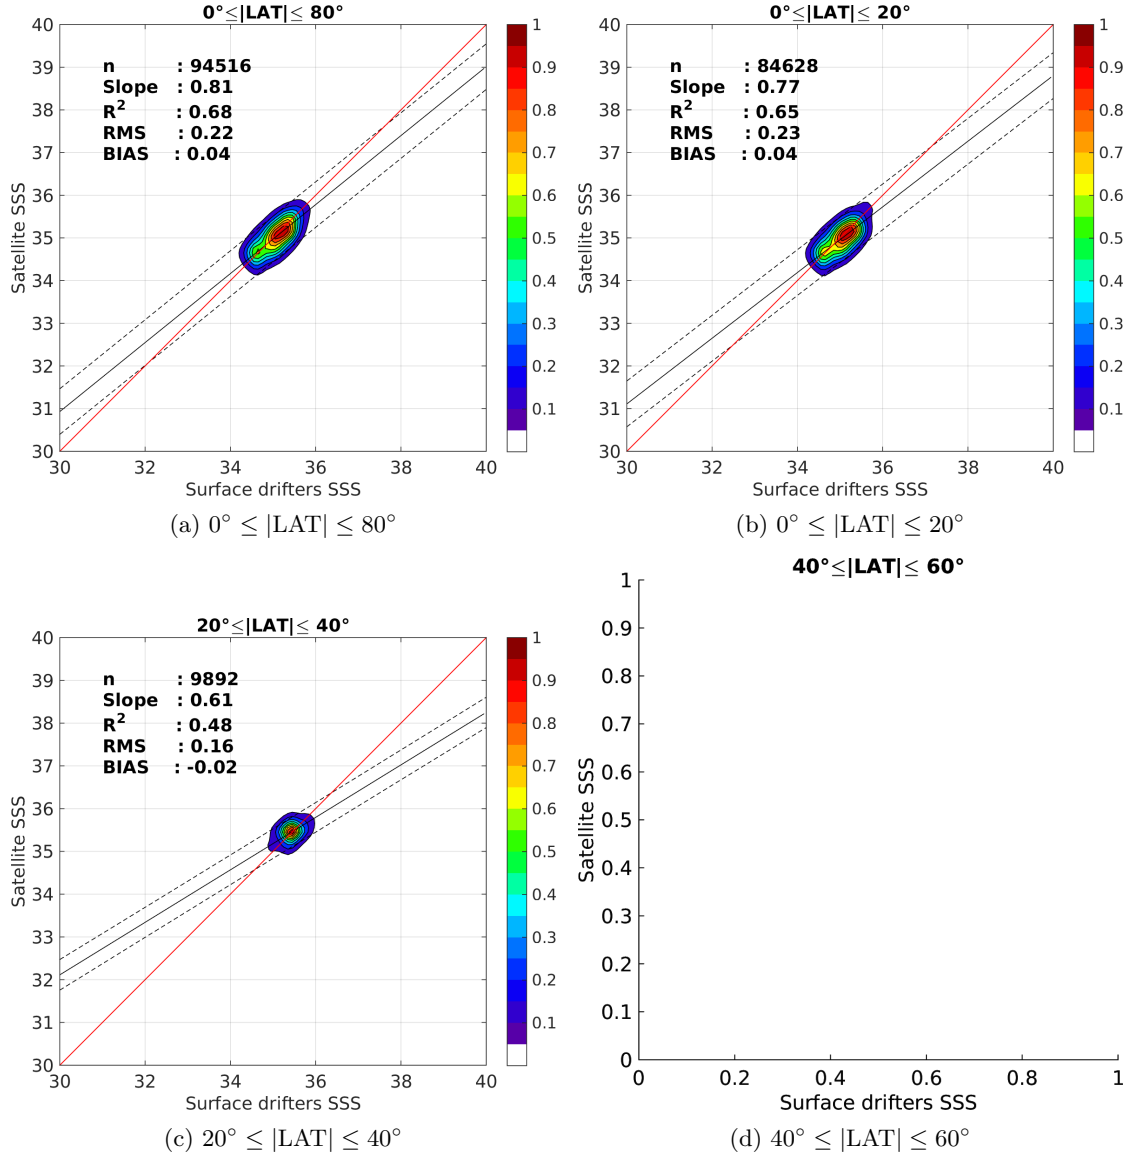 0°≤|LAT|≤ 80°
40
39
38
37
36
35
34
33
32
31
30
n : 94516
Slope : 0.81
R² : 0.68
RMS : 0.22
BIAS : 0.04
Satellite SSS
30 32 34 36 38 40
Surface drifters SSS
1
0.9
0.8
0.7
0.6
0.5
0.4
0.3
0.2
0.1
(a) 0° ≤ |LAT| ≤ 80°
0°≤|LAT|≤ 20°
40
39
38
37
36
35
34
33
32
31
30
n : 84628
Slope : 0.77
R² : 0.65
RMS : 0.23
BIAS : 0.04
Satellite SSS
30 32 34 36 38 40
Surface drifters SSS
1
0.9
0.8
0.7
0.6
0.5
0.4
0.3
0.2
0.1
(b) 0° ≤ |LAT| ≤ 20°
20°≤|LAT|≤ 40°
40
39
38
37
36
35
34
33
32
31
30
n : 9892
Slope : 0.61
R² : 0.48
RMS : 0.16
BIAS : -0.02
Satellite SSS
30 32 34 36 38 40
Surface drifters SSS
1
0.9
0.8
0.7
0.6
0.5
0.4
0.3
0.2
0.1
(c) 20° ≤ |LAT| ≤ 40°
40°≤|LAT|≤ 60°
1
0.9
0.8
0.7
0.6
0.5
0.4
0.3
0.2
0.1
0
Satellite SSS
0 0.2 0.4 0.6 0.8 1
Surface drifters SSS
(d) 40° ≤ |LAT| ≤ 60°